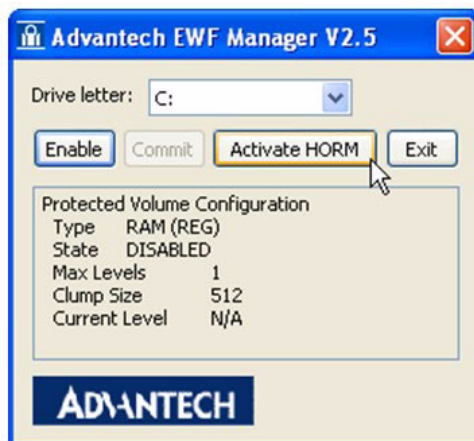 Advantech EWF Manager V2.5
Drive letter: C:
Enable Commit Activate HORM Exit
Protected Volume Configuration
Type RAM (REG)
State DISABLED
Max Levels 1
Clump Size 512
Current Level N/A
ADVANTECH